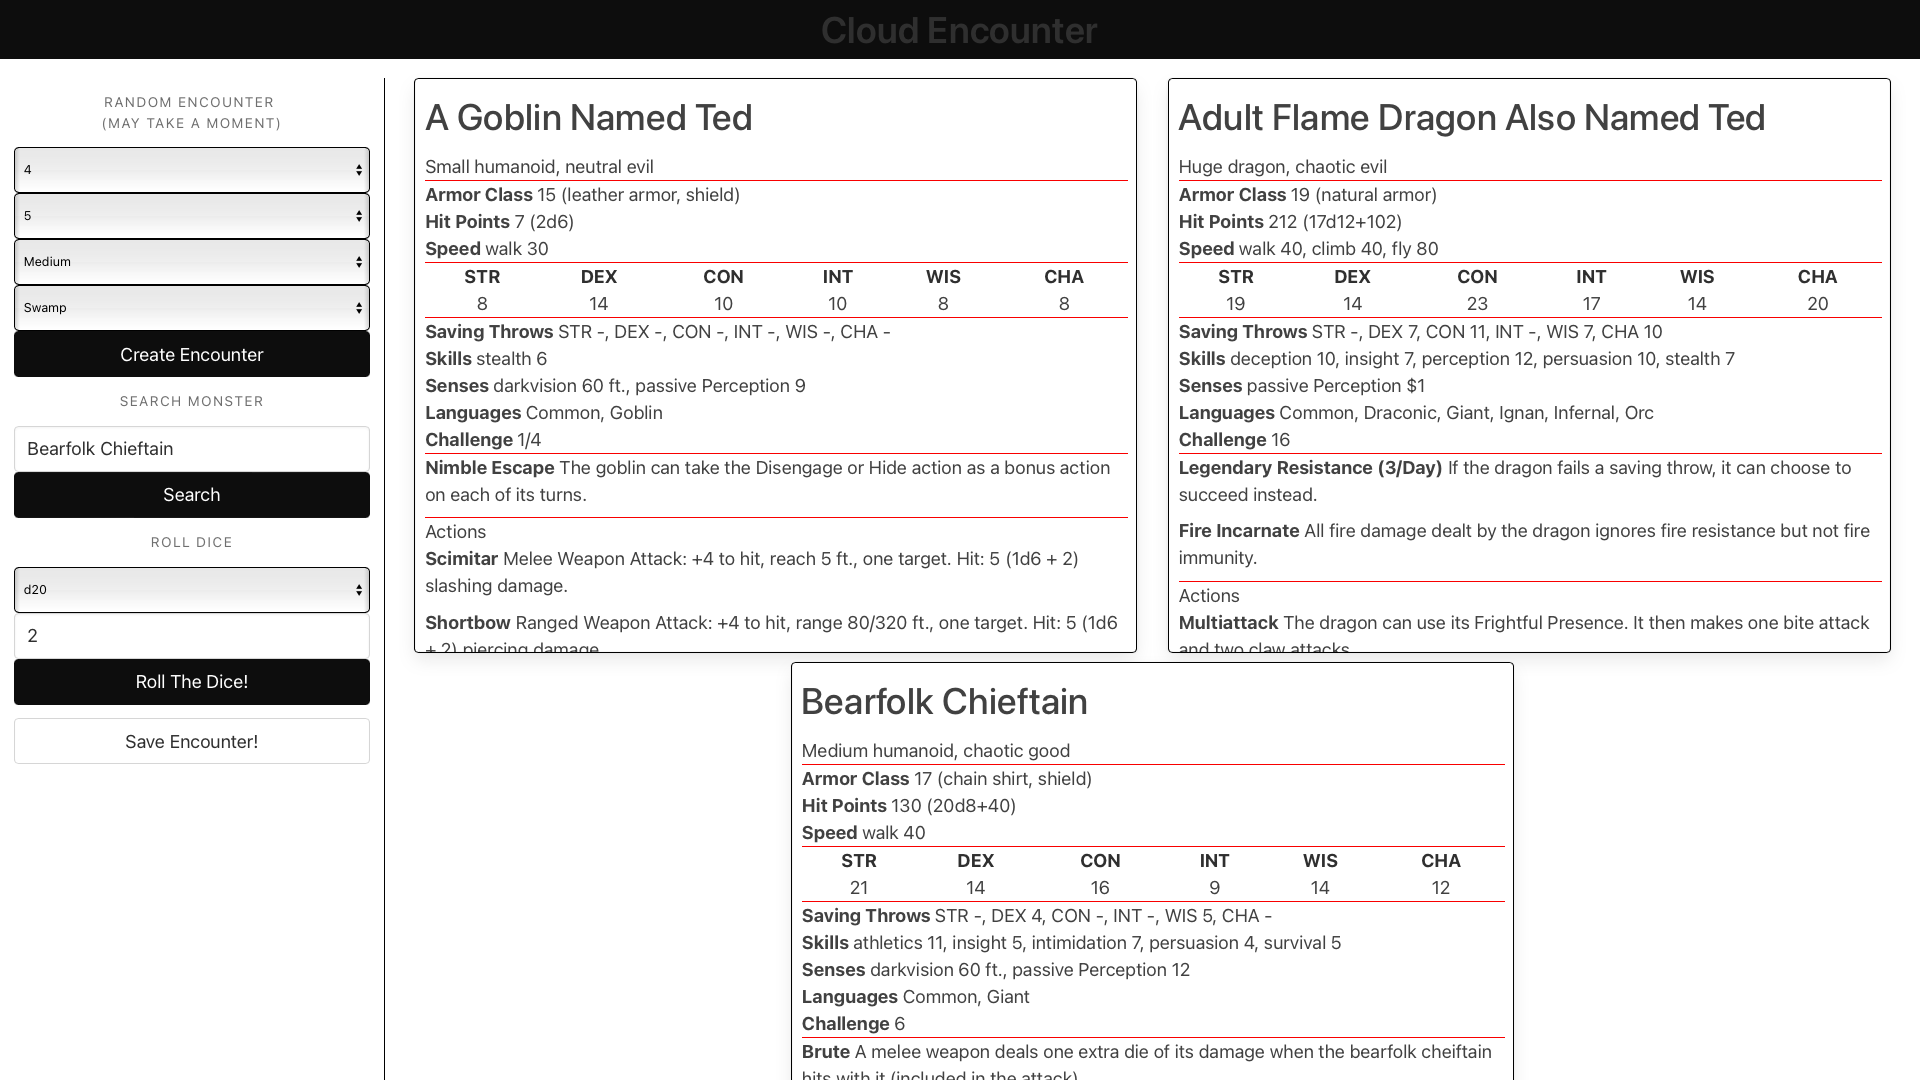 Cloud Encounter
RANDOM ENCOUNTER
(MAY TAKE A MOMENT)
4
5
Medium
Swamp
Create Encounter
SEARCH MONSTER
Bearfolk Chieftain
Search
ROLL DICE
d20
2
Roll The Dice!
Save Encounter!
A Goblin Named Ted
Small humanoid, neutral evil
Armor Class 15 (leather armor, shield)
Hit Points 7 (2d6)
Speed walk 30
STR DEX CON INT WIS CHA
8 14 10 10 8 8
Saving Throws STR -, DEX -, CON -, INT -, WIS -, CHA -
Skills stealth 6
Senses darkvision 60 ft., passive Perception 9
Languages Common, Goblin
Challenge 1/4
Nimble Escape The goblin can take the Disengage or Hide action as a bonus action
on each of its turns.
Actions
Scimitar Melee Weapon Attack: +4 to hit, reach 5 ft., one target. Hit: 5 (1d6 + 2)
slashing damage.
Shortbow Ranged Weapon Attack: +4 to hit, range 80/320 ft., one target. Hit: 5 (1d6
+ 2) piercing damage.
Adult Flame Dragon Also Named Ted
Huge dragon, chaotic evil
Armor Class 19 (natural armor)
Hit Points 212 (17d12+102)
Speed walk 40, climb 40, fly 80
STR DEX CON INT WIS CHA
19 14 23 17 14 20
Saving Throws STR -, DEX 7, CON 11, INT -, WIS 7, CHA 10
Skills deception 10, insight 7, perception 12, persuasion 10, stealth 7
Senses passive Perception $1
Languages Common, Draconic, Giant, Ignan, Infernal, Orc
Challenge 16
Legendary Resistance (3/Day) If the dragon fails a saving throw, it can choose to
succeed instead.
Fire Incarnate All fire damage dealt by the dragon ignores fire resistance but not fire
immunity.
Actions
Multiattack The dragon can use its Frightful Presence. It then makes one bite attack
and two claw attacks.
Bearfolk Chieftain
Medium humanoid, chaotic good
Armor Class 17 (chain shirt, shield)
Hit Points 130 (20d8+40)
Speed walk 40
STR DEX CON INT WIS CHA
21 14 16 9 14 12
Saving Throws STR -, DEX 4, CON -, INT -, WIS 5, CHA -
Skills athletics 11, insight 5, intimidation 7, persuasion 4, survival 5
Senses darkvision 60 ft., passive Perception 12
Languages Common, Giant
Challenge 6
Brute A melee weapon deals one extra die of its damage when the bearfolk cheiftain
hits with it (included in the attack).